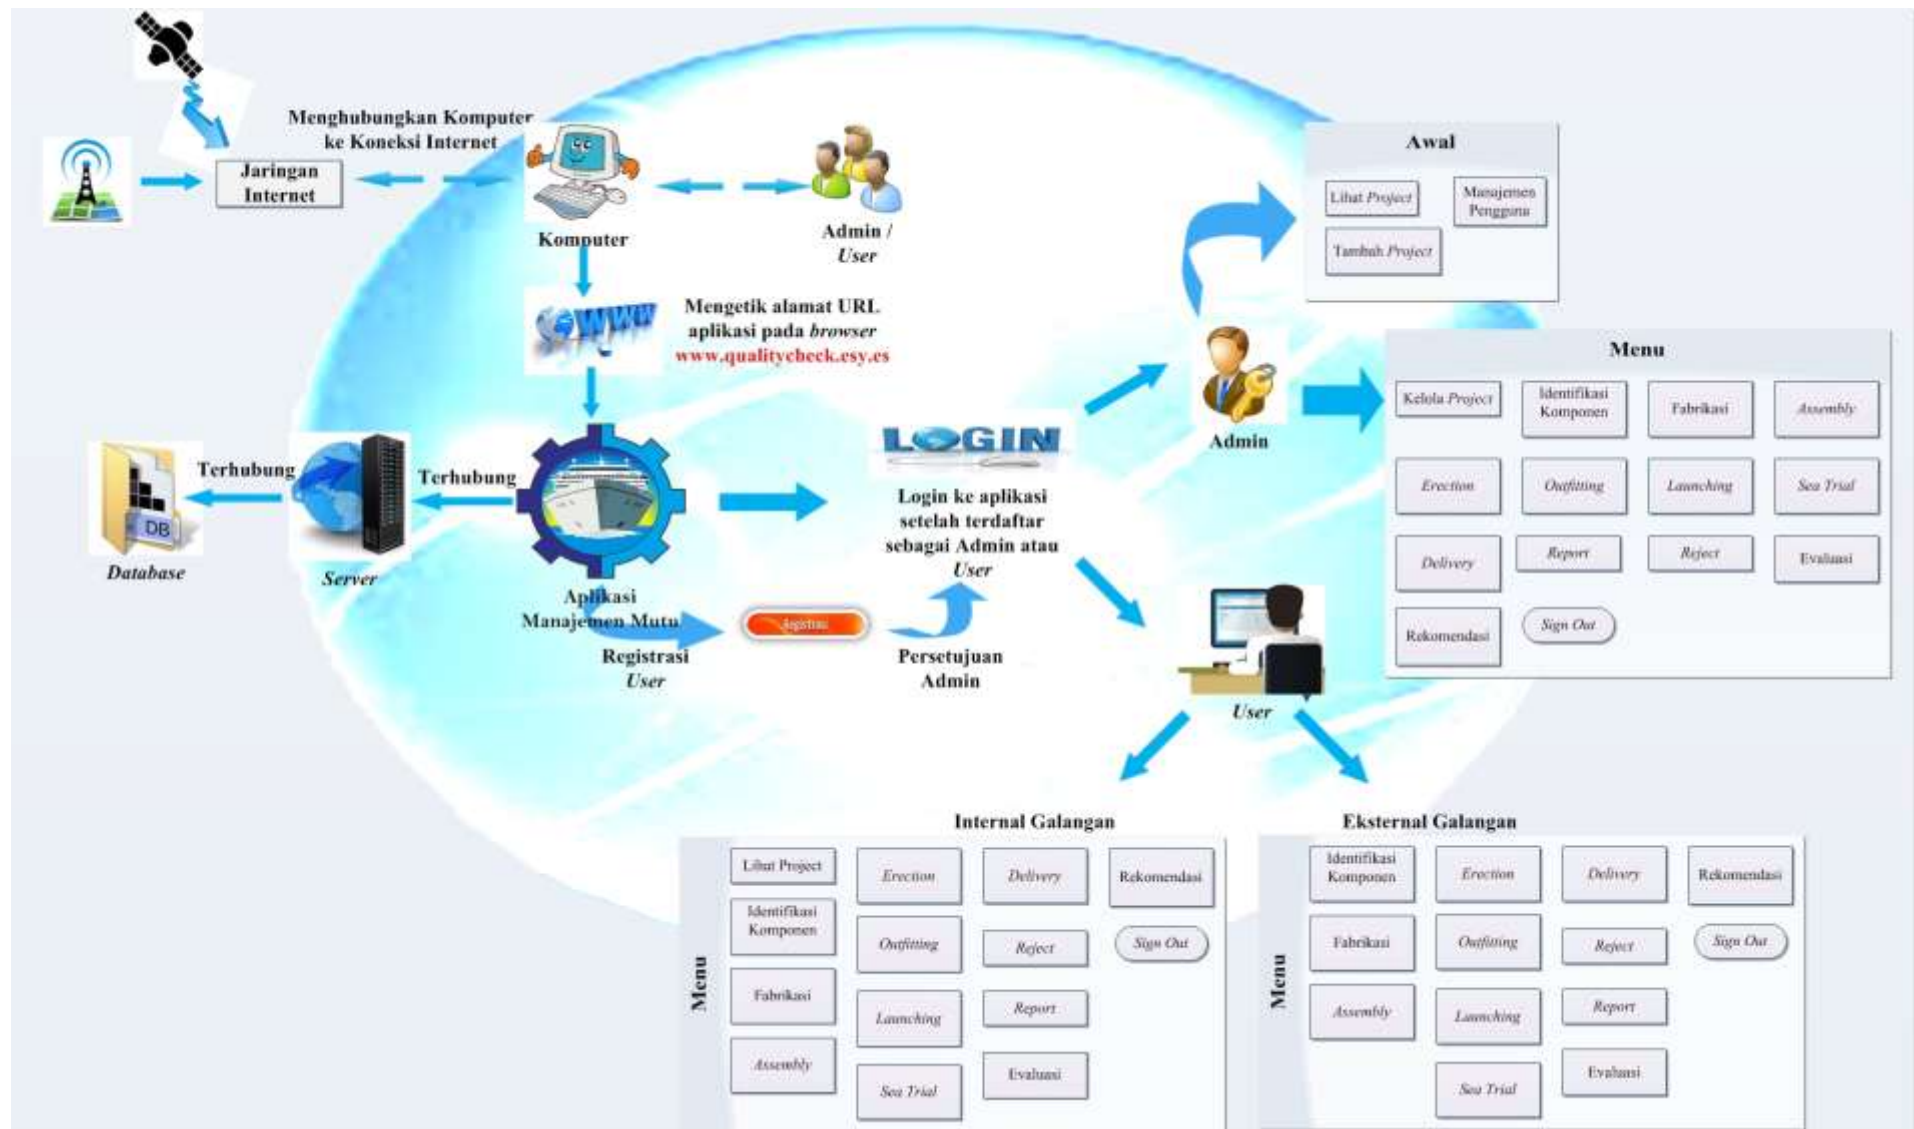 Menghubungkan Komputer
ke Koneksi Internet
Jaringan
Internet
Komputer
Admin /
User
Mengetik alamat URL
aplikasi pada browser
www.qualitycheck.esy.es
WWW
Terhubung
Terhubung
DB
Database
Server
Aplikasi
Manajemen Mutu
Registrasi
User
Registrasi
Persetujuan
Admin
LOGIN
Login ke aplikasi
setelah terdaftar
sebagai Admin atau
User
Admin
User
Awal
Lihat Project
Manajemen
Pengguna
Tambah Project
Menu
Kelola Project
Identifikasi
Komponen
Fabrikasi
Assembly
Erection
Outfitting
Launching
Sea Trial
Delivery
Report
Reject
Evaluasi
Rekomendasi
Sign Out
Internal Galangan
Menu
Lihat Project
Identifikasi
Komponen
Fabrikasi
Assembly
Erection
Outfitting
Launching
Sea Trial
Delivery
Reject
Report
Evaluasi
Rekomendasi
Sign Out
Eksternal Galangan
Menu
Identifikasi
Komponen
Fabrikasi
Assembly
Erection
Outfitting
Launching
Sea Trial
Delivery
Reject
Report
Evaluasi
Rekomendasi
Sign Out